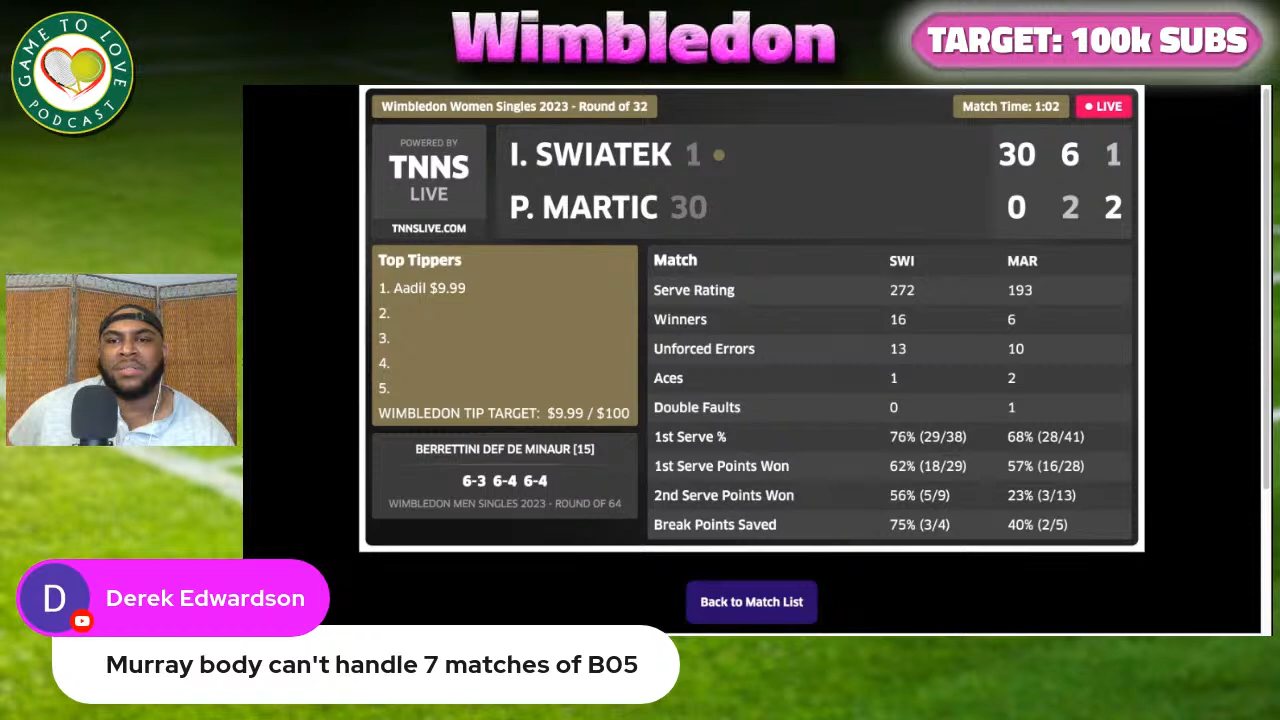 GAME TO LOVE
PODCAST
Wimbledon
TARGET: 100k SUBS
Wimbledon Women Singles 2023 - Round of 32
Match Time: 1:02
LIVE
POWERED BY
TNNS
LIVE
TNNSLIVE.COM
I. SWIATEK 1 30 6 1
P. MARTIC 30 0 2 2
Top Tippers
1. Aadil $9.99
2.
3.
4.
5.
WIMBLEDON TIP TARGET: $9.99 / $100
BERRETTINI DEF DE MINAUR [15]
6-3 6-4 6-4
WIMBLEDON MEN SINGLES 2023 - ROUND OF 64
Match SWI MAR
Serve Rating 272 193
Winners 16 6
Unforced Errors 13 10
Aces 1 2
Double Faults 0 1
1st Serve % 76% (29/38) 68% (28/41)
1st Serve Points Won 62% (18/29) 57% (16/28)
2nd Serve Points Won 56% (5/9) 23% (3/13)
Break Points Saved 75% (3/4) 40% (2/5)
Back to Match List
D
Derek Edwardson
Murray body can't handle 7 matches of B05